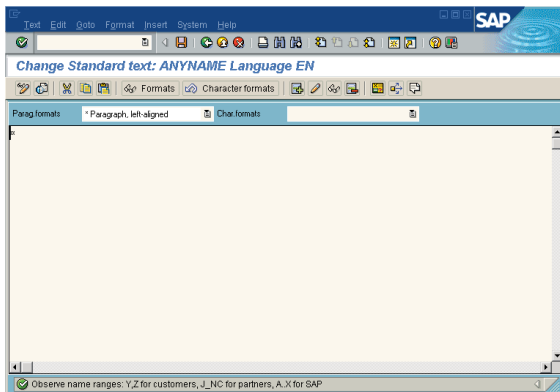 Text Edit Goto Format Insert System Help
SAP
Change Standard text: ANYNAME Language EN
Formats Character formats
Parag.formats * Paragraph, left-aligned Char.formats
Observe name ranges: Y,Z for customers, J_NC for partners, A.X for SAP